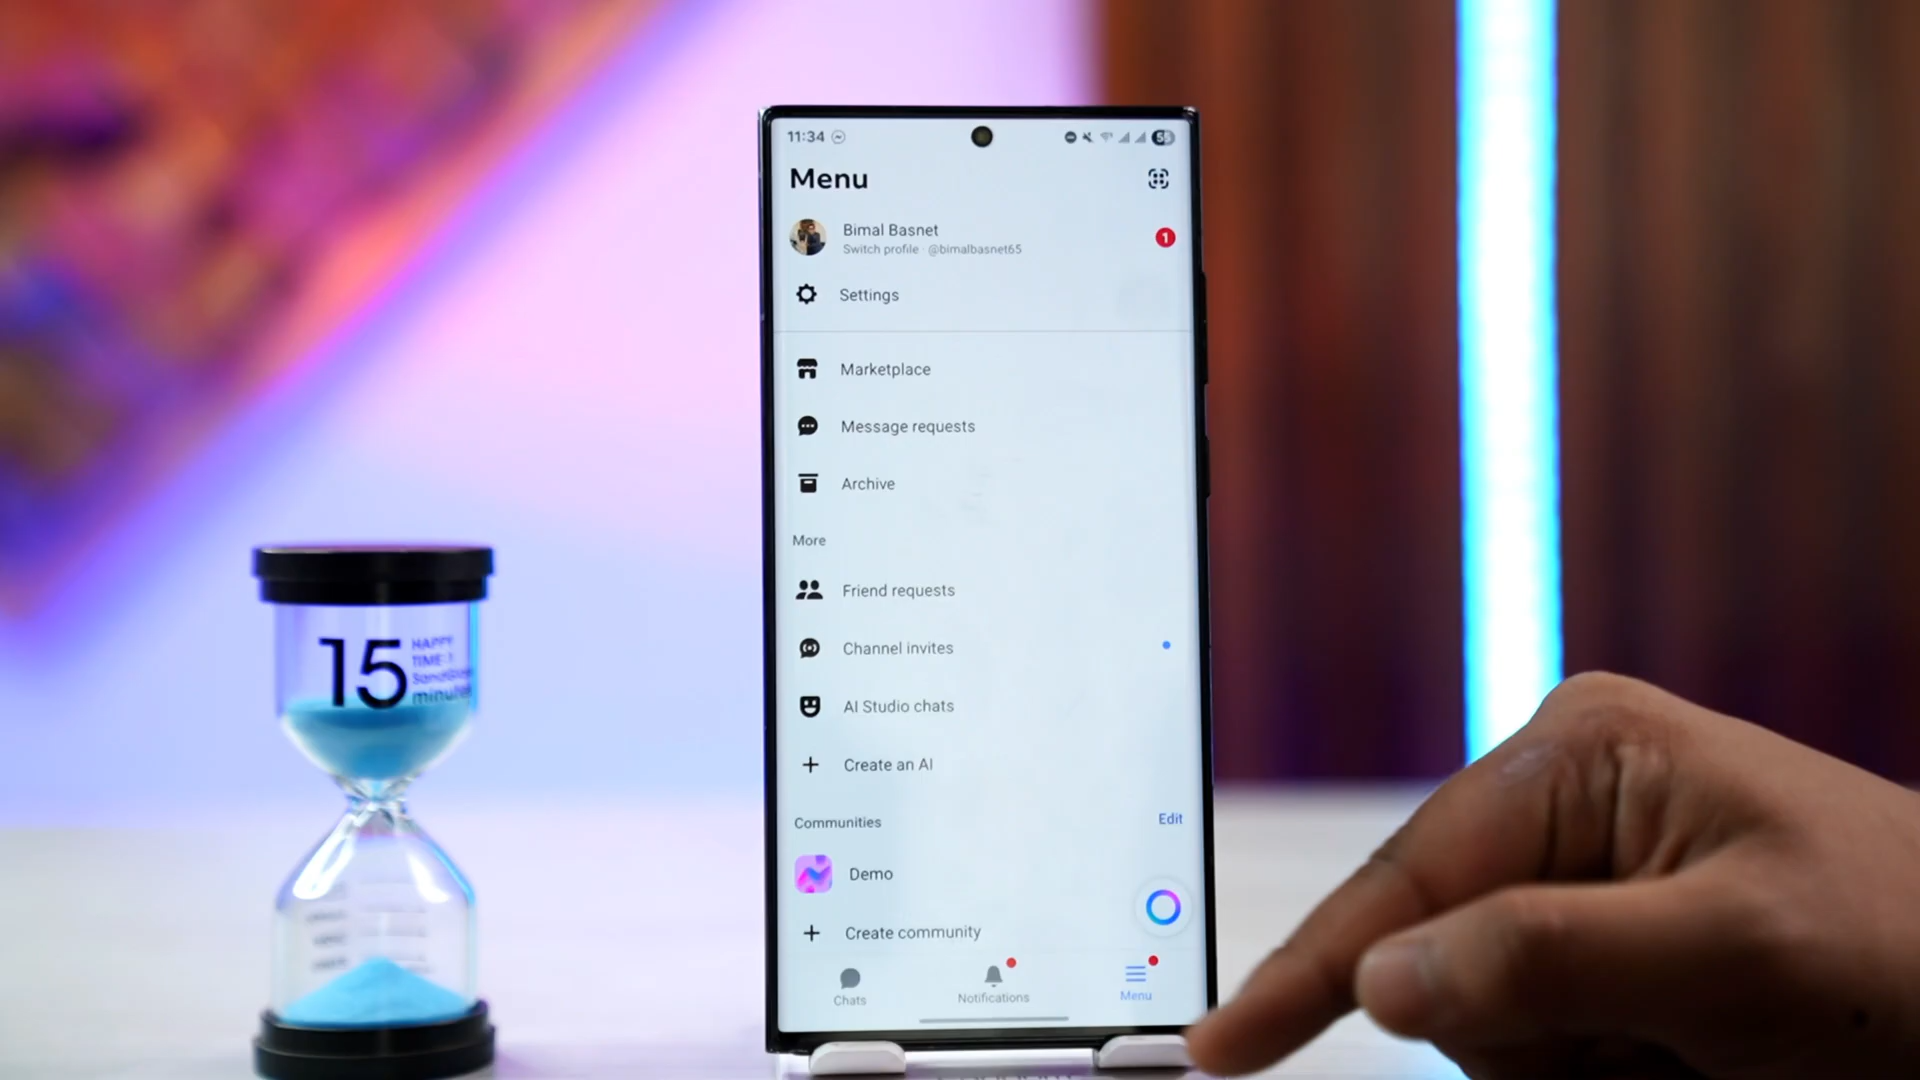 11:34
Menu
Bimal Basnet
Switch profile · @bimalbasnet65
1
Settings
Marketplace
Message requests
Archive
More
Friend requests
Channel invites
AI Studio chats
Create an AI
Communities
Edit
Demo
Create community
Chats
Notifications
Menu
15
HAPPY
TIME:
minutes